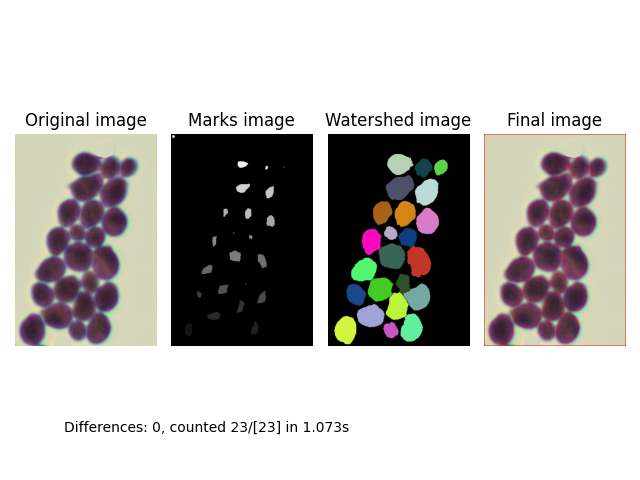 Original image
Marks image
Watershed image
Final image
Differences: 0, counted 23/[23] in 1.073s